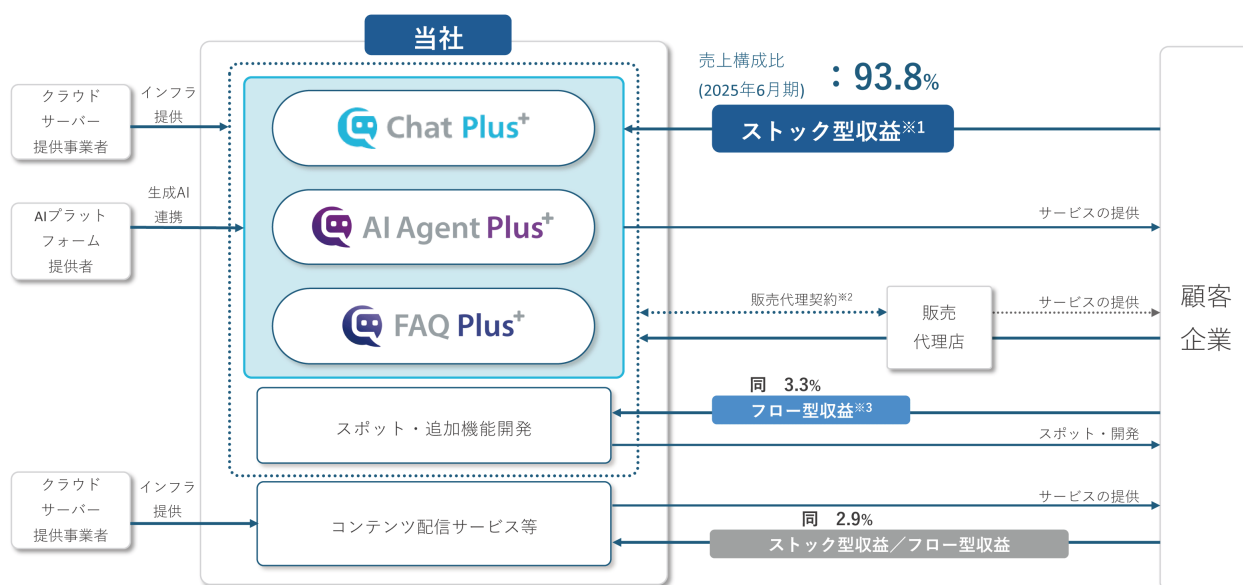 当社
売上構成比
(2025年6月期)
：93.8%
ストック型収益※1
クラウド
サーバー
提供事業者
インフラ
提供
Chat Plus+
AIプラット
フォーム
提供者
生成AI
連携
AI Agent Plus+
サービスの提供
FAQ Plus+
販売代理契約※2
販売
代理店
サービスの提供
顧客
企業
スポット・追加機能開発
同 3.3%
フロー型収益※3
スポット・開発
クラウド
サーバー
提供事業者
インフラ
提供
コンテンツ配信サービス等
サービスの提供
同 2.9%
ストック型収益／フロー型収益